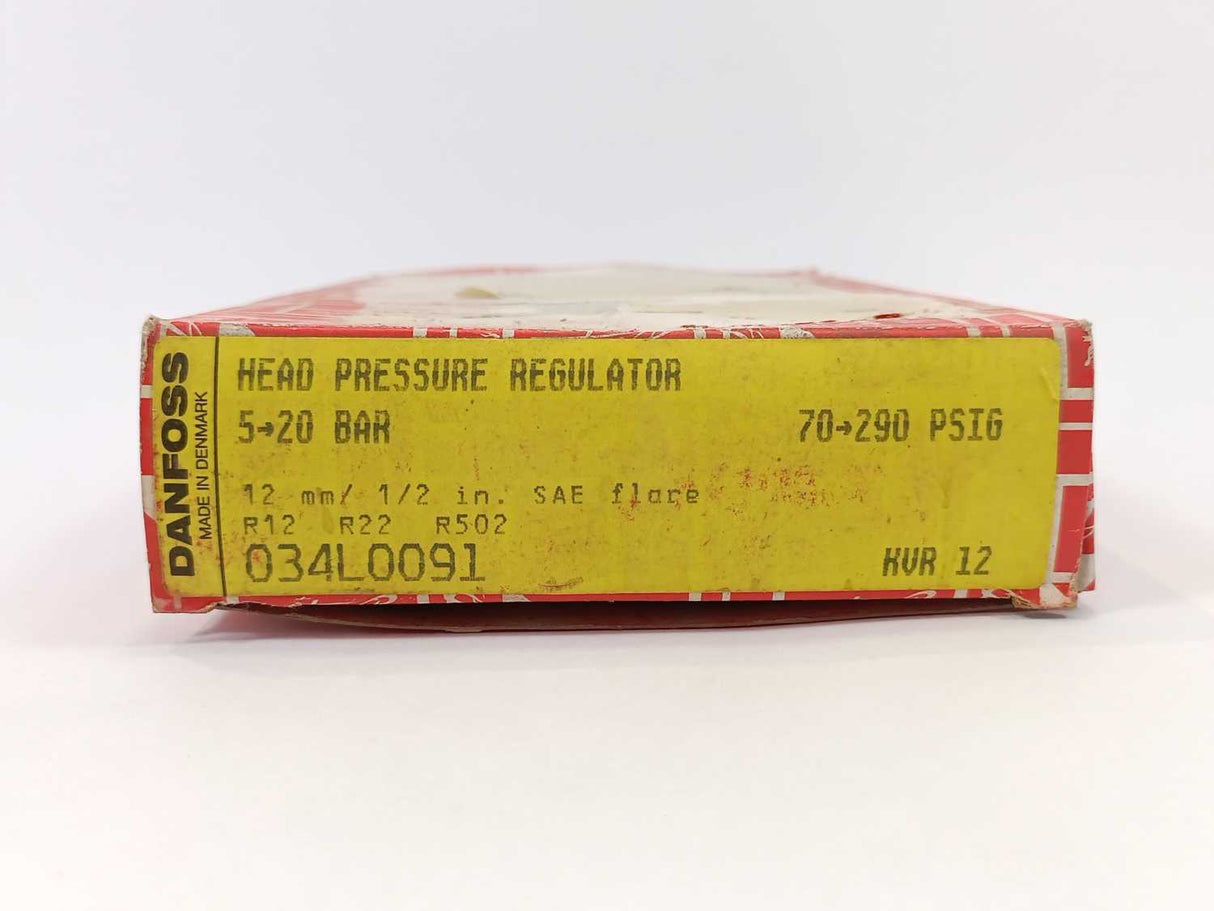 DANFOSS
MADE IN DENMARK
HEAD PRESSURE REGULATOR
5→20 BAR 70→290 PSIG
12 mm/ 1/2 in. SAE flare
R12 R22 R502
034L0091 KVR 12